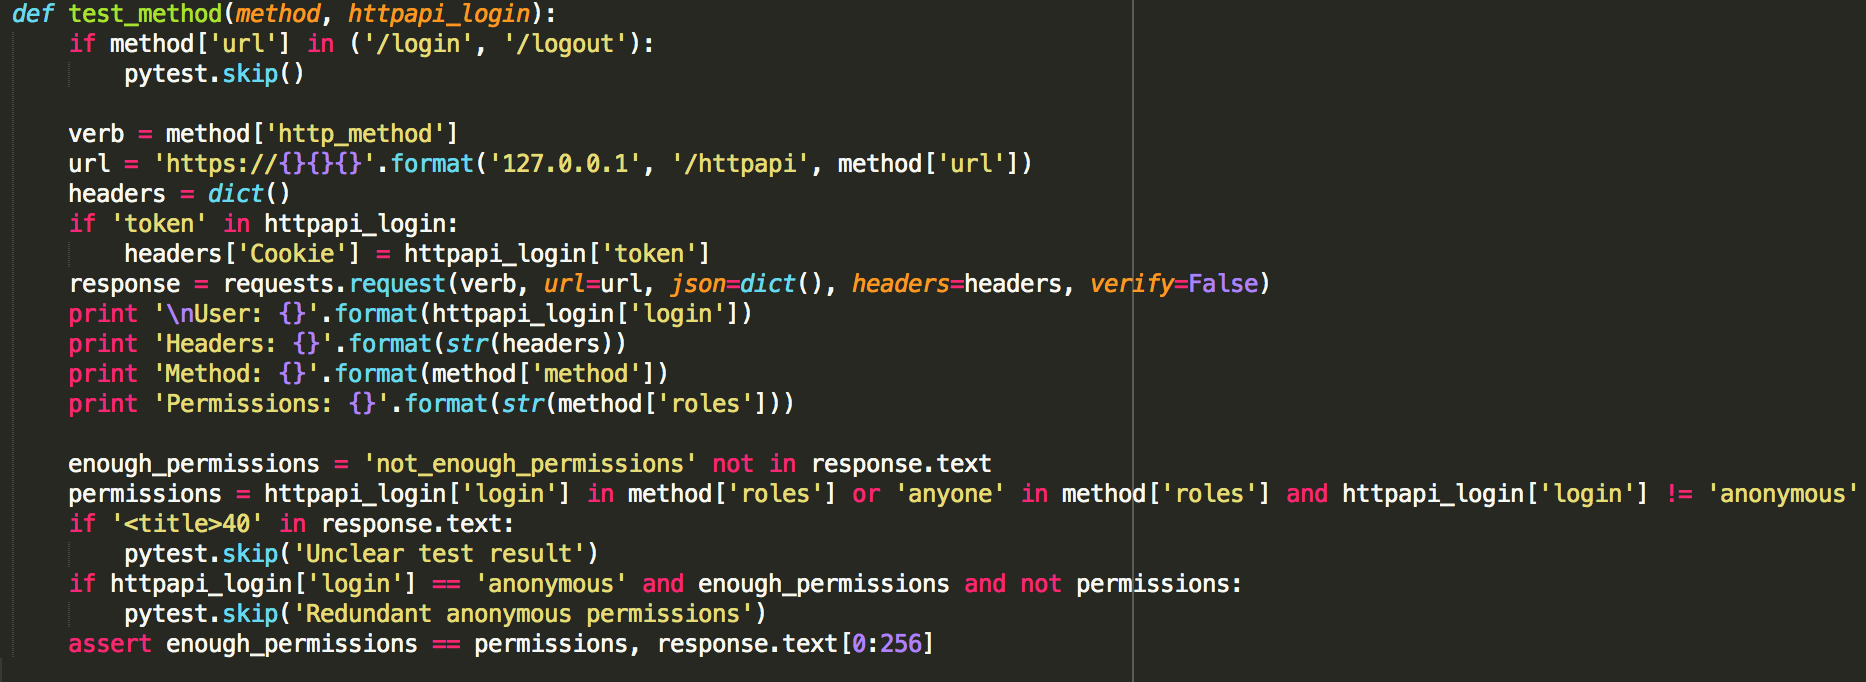 def test_method(method, httpapi_login):
    if method['url'] in ('/login', '/logout'):
        pytest.skip()

    verb = method['http_method']
    url = 'https://{}{}{}'.format('127.0.0.1', '/httpapi', method['url'])
    headers = dict()
    if 'token' in httpapi_login:
        headers['Cookie'] = httpapi_login['token']
    response = requests.request(verb, url=url, json=dict(), headers=headers, verify=False)
    print '\nUser: {}'.format(httpapi_login['login'])
    print 'Headers: {}'.format(str(headers))
    print 'Method: {}'.format(method['method'])
    print 'Permissions: {}'.format(str(method['roles']))

    enough_permissions = 'not_enough_permissions' not in response.text
    permissions = httpapi_login['login'] in method['roles'] or 'anyone' in method['roles'] and httpapi_login['login'] != 'anonymous'
    if '<title>40' in response.text:
        pytest.skip('Unclear test result')
    if httpapi_login['login'] == 'anonymous' and enough_permissions and not permissions:
        pytest.skip('Redundant anonymous permissions')
    assert enough_permissions == permissions, response.text[0:256]